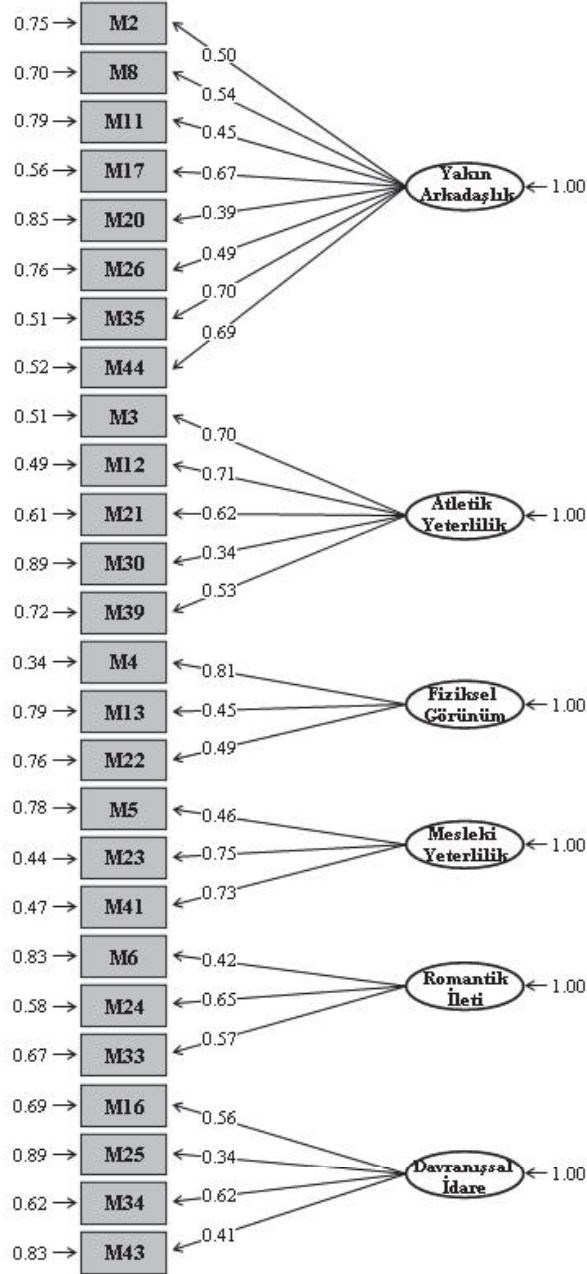 0.75 M2 0.50
0.70 M8 0.54
0.79 M11 0.45
0.56 M17 0.67
Yakın
Arkadaşlık
1.00
0.85 M20 0.39
0.76 M26 0.49
0.51 M35 0.70
0.52 M44 0.69
0.51 M3 0.70
0.49 M12 0.71
0.61 M21 0.62
Atletik
Yeterlilik
1.00
0.89 M30 0.34
0.72 M39 0.53
0.34 M4 0.81
0.79 M13 0.45
Fiziksel
Görünüm
1.00
0.76 M22 0.49
0.78 M5 0.46
0.44 M23 0.75
Mesleki
Yeterlilik
1.00
0.47 M41 0.73
0.83 M6 0.42
0.58 M24 0.65
Romantik
İleti
1.00
0.67 M33 0.57
0.69 M16 0.56
0.89 M25 0.34
Davranışsal
İdare
1.00
0.62 M34 0.62
0.83 M43 0.41